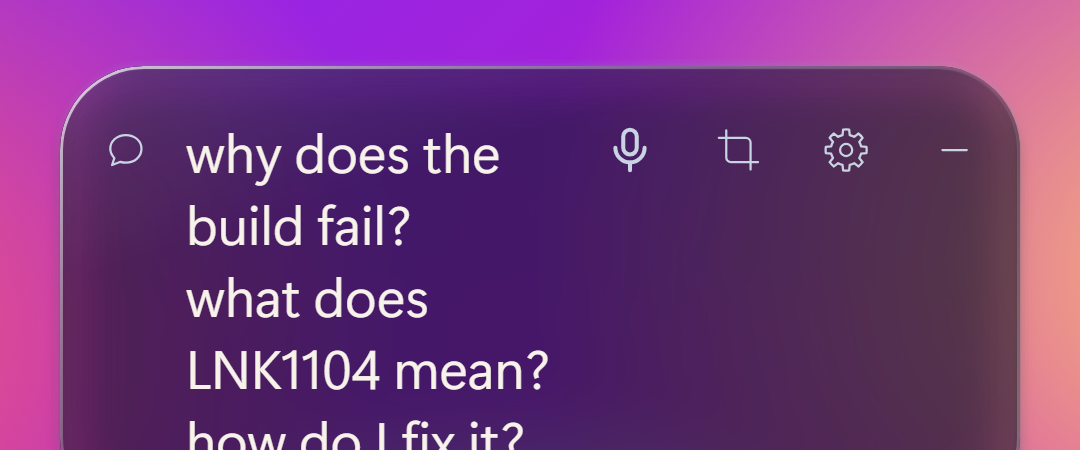 why does the
build fail?
what does
LNK1104 mean?
how do I fix it?